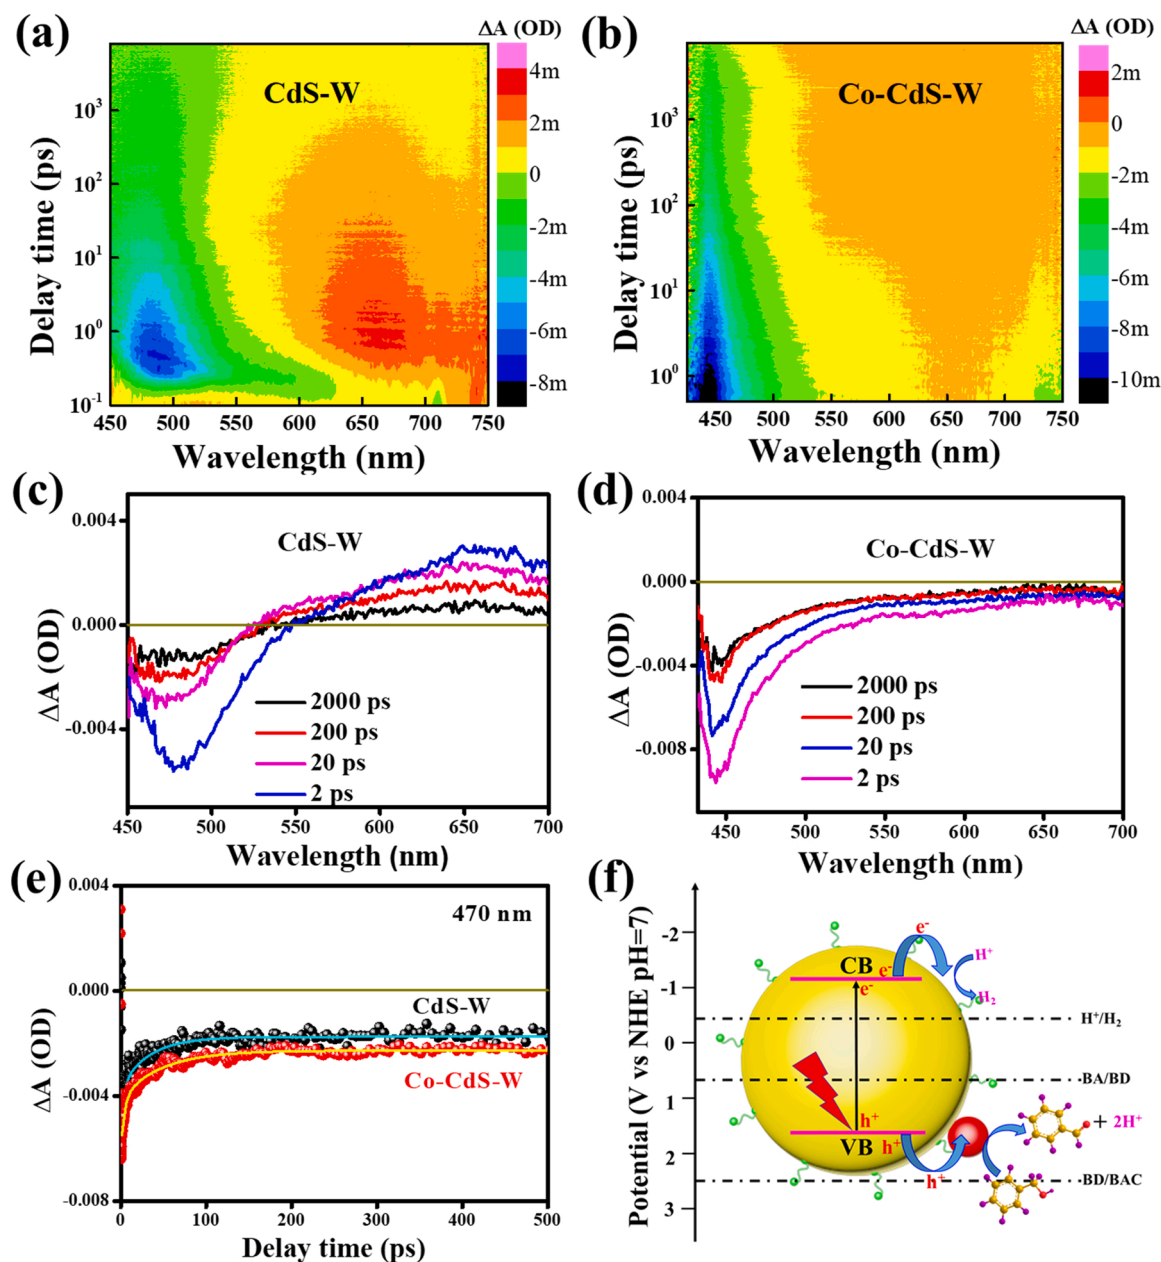 (a)
ΔA (OD)
CdS-W
4m
2m
0
-2m
-4m
-6m
-8m
Delay time (ps)
10³
10²
10¹
10⁰
10⁻¹
450 500 550 600 650 700 750
Wavelength (nm)
(b)
ΔA (OD)
Co-CdS-W
2m
0
-2m
-4m
-6m
-8m
-10m
Delay time (ps)
10³
10²
10¹
10⁰
450 500 550 600 650 700 750
Wavelength (nm)
(c)
CdS-W
ΔA (OD)
0.004
0.000
-0.004
2000 ps
200 ps
20 ps
2 ps
450 500 550 600 650 700
Wavelength (nm)
(d)
Co-CdS-W
ΔA (OD)
0.004
0.000
-0.004
-0.008
2000 ps
200 ps
20 ps
2 ps
450 500 550 600 650 700
Wavelength (nm)
(e)
470 nm
ΔA (OD)
0.004
0.000
-0.004
-0.008
CdS-W
Co-CdS-W
0 100 200 300 400 500
Delay time (ps)
(f)
Potential (V vs NHE pH=7)
-2
-1
0
1
2
3
e⁻
CB e⁻
e⁻
H⁺
H₂
H⁺/H₂
BA/BD
h⁺
VB h⁺
h⁺
+ 2H⁺
BD/BAC